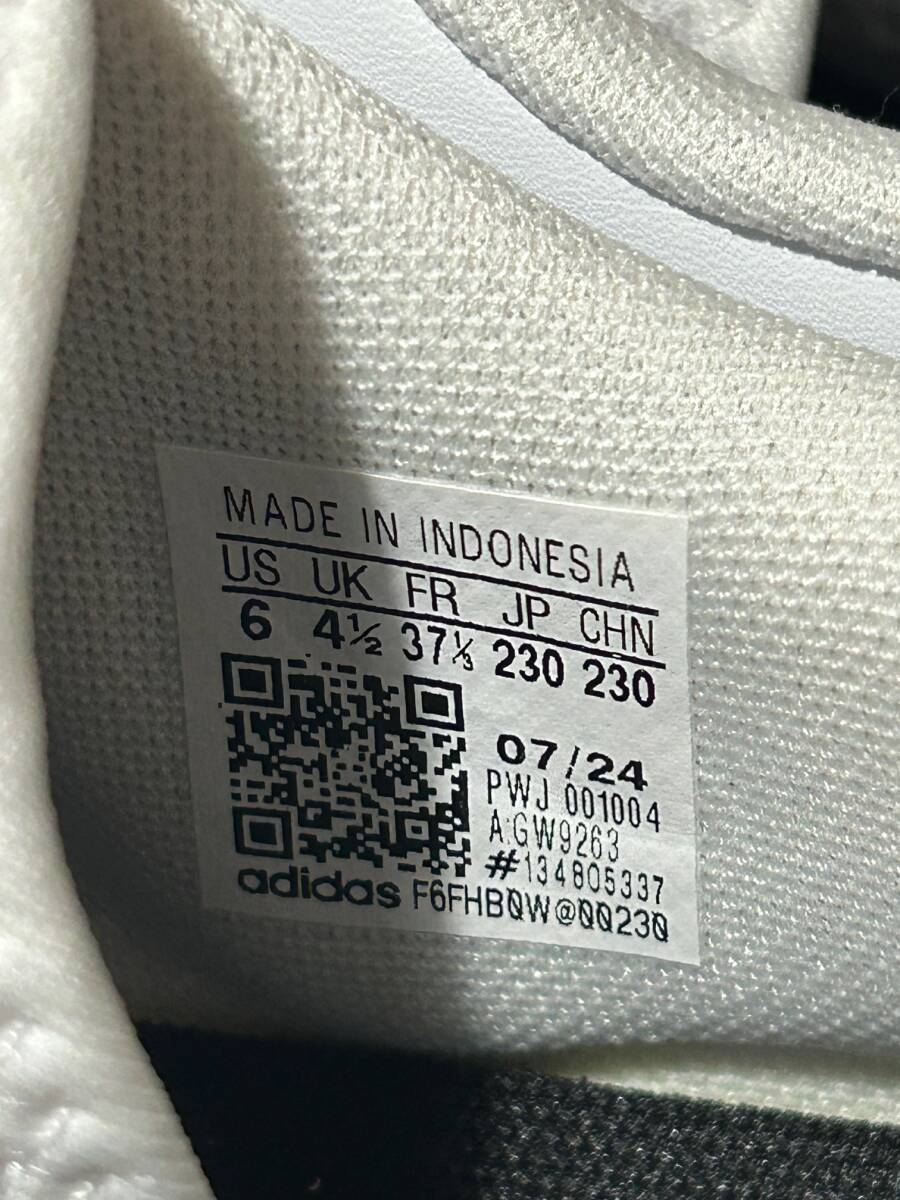 MADE IN INDONESIA
US UK FR JP CHN
6 4½ 37⅓ 230 230
07/24
PWJ 001004
A:GW9263
#134805337
adidas F6FHB0W@00230